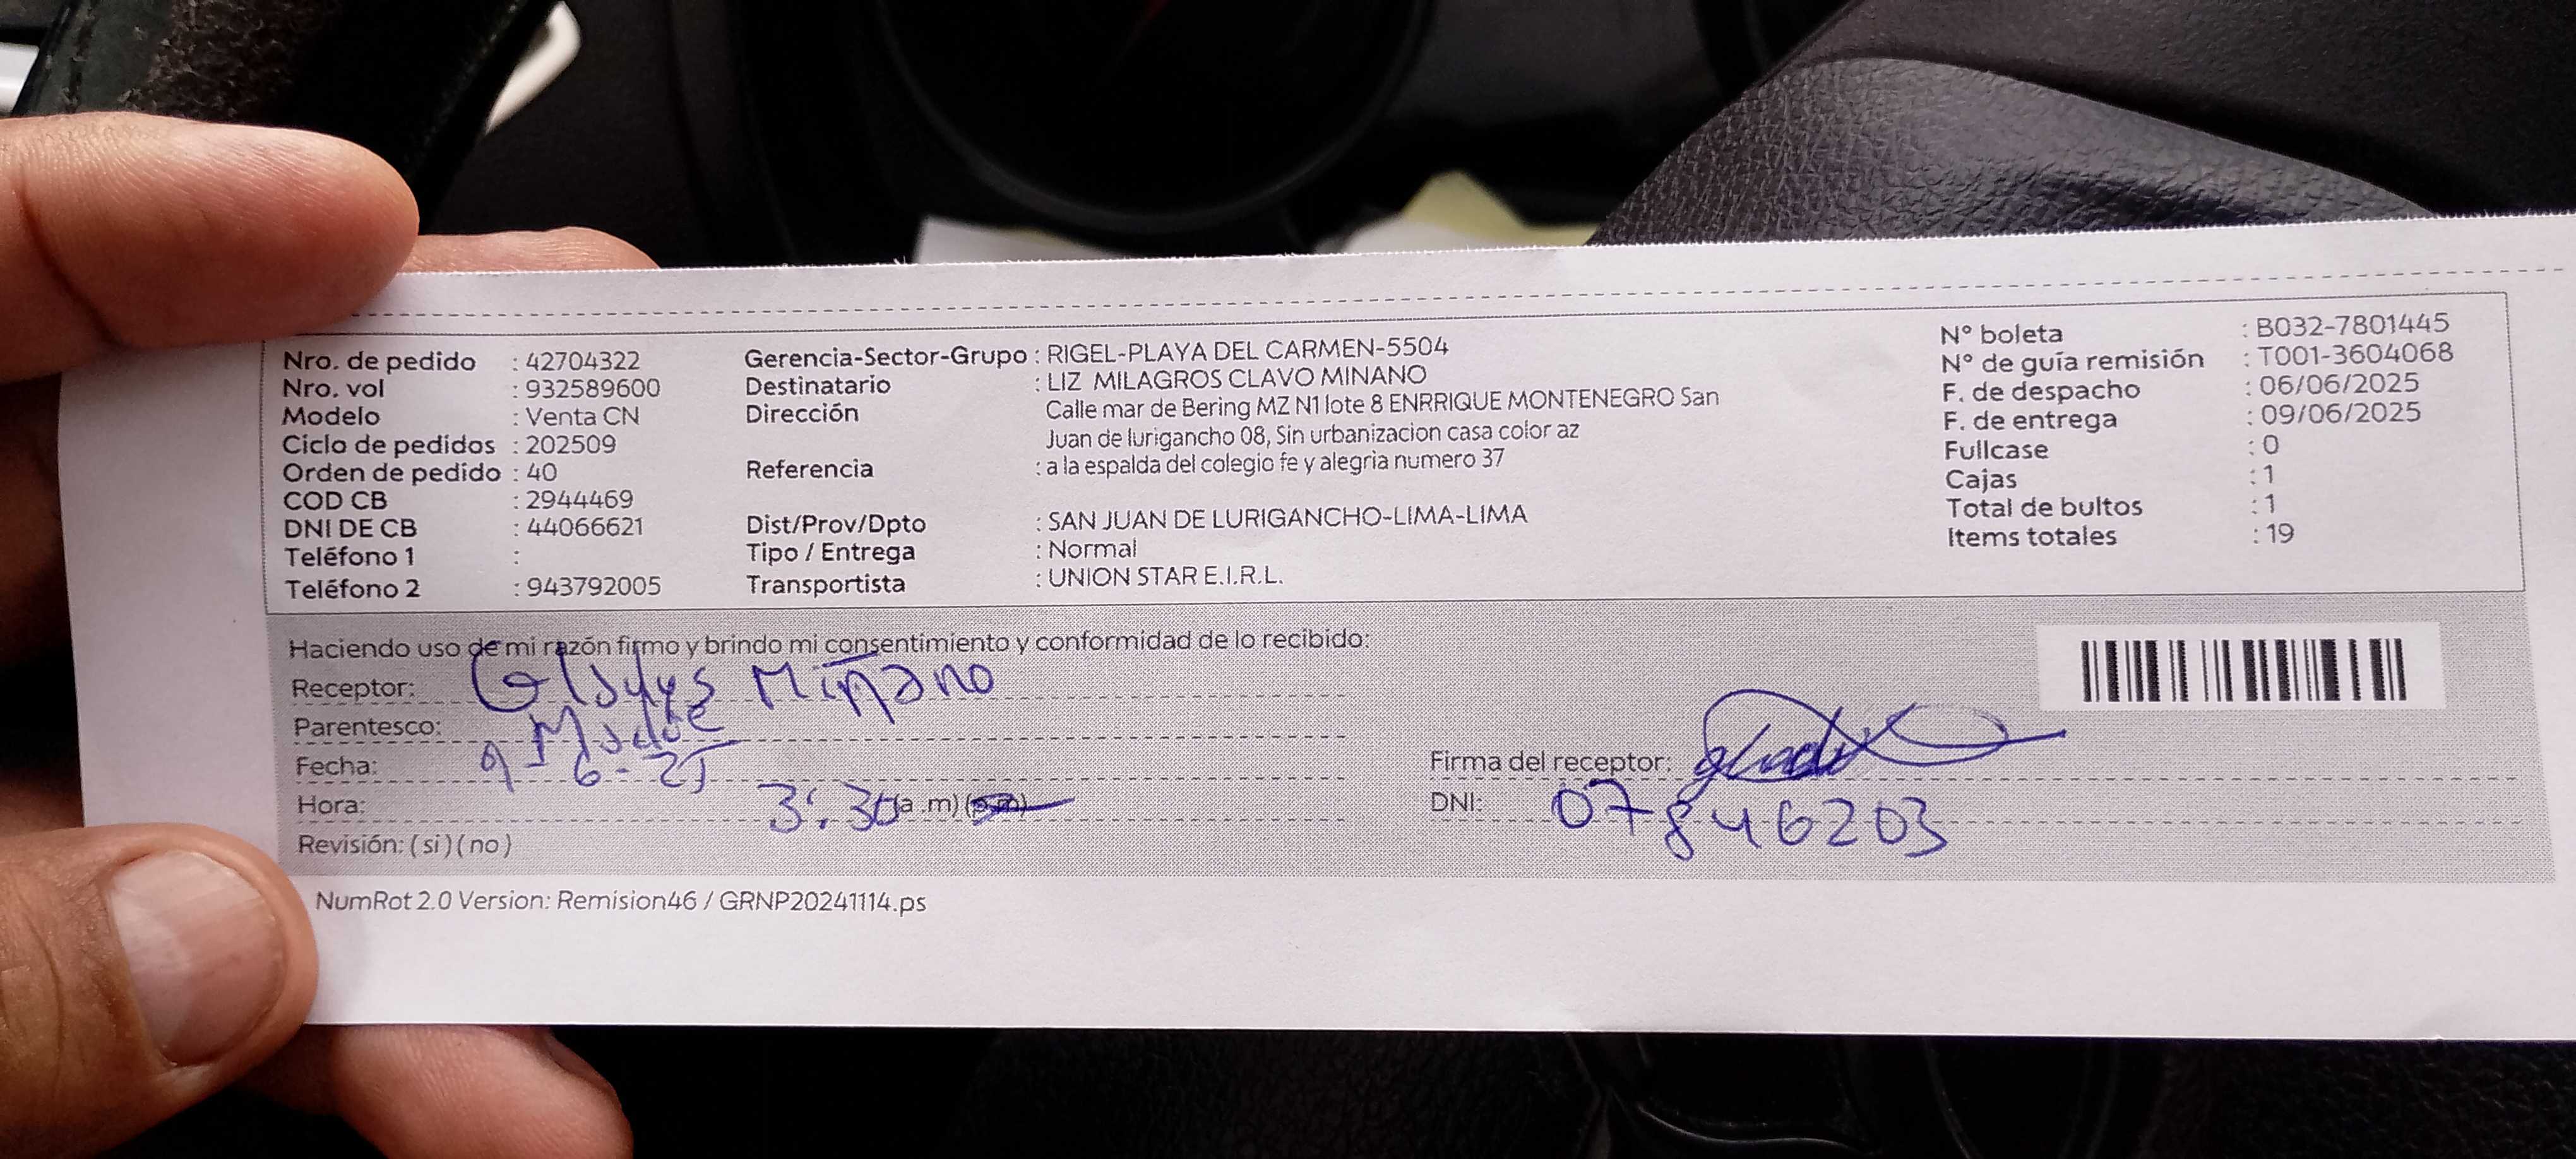 Nro. de pedido : 42704322
Nro. vol : 932589600
Modelo : Venta CN
Ciclo de pedidos : 202509
Orden de pedido : 40
COD CB : 2944469
DNI DE CB : 44066621
Teléfono 1 :
Teléfono 2 : 943792005
Gerencia-Sector-Grupo : RIGEL-PLAYA DEL CARMEN-5504
Destinatario : LIZ MILAGROS CLAVO MINANO
Dirección Calle mar de Bering MZ N1 lote 8 ENRRIQUE MONTENEGRO San
Juan de lurigancho 08, Sin urbanizacion casa color az
Referencia : a la espalda del colegio fe y alegria numero 37
Dist/Prov/Dpto : SAN JUAN DE LURIGANCHO-LIMA-LIMA
Tipo / Entrega : Normal
Transportista : UNION STAR E.I.R.L.
N° boleta : B032-7801445
N° de guía remisión : T001-3604068
F. de despacho : 06/06/2025
F. de entrega : 09/06/2025
Fullcase : 0
Cajas : 1
Total de bultos : 1
Items totales : 19
Haciendo uso de mi razón firmo y brindo mi consentimiento y conformidad de lo recibido:
Receptor: Gladys Miñano
Parentesco: Madre
Fecha: 9-6-25
Hora: 3:30 (a.m) (p.m)
Revisión: (si) (no)
Firma del receptor:
DNI: 07846203
NumRot 2.0 Version: Remision46 / GRNP20241114.ps